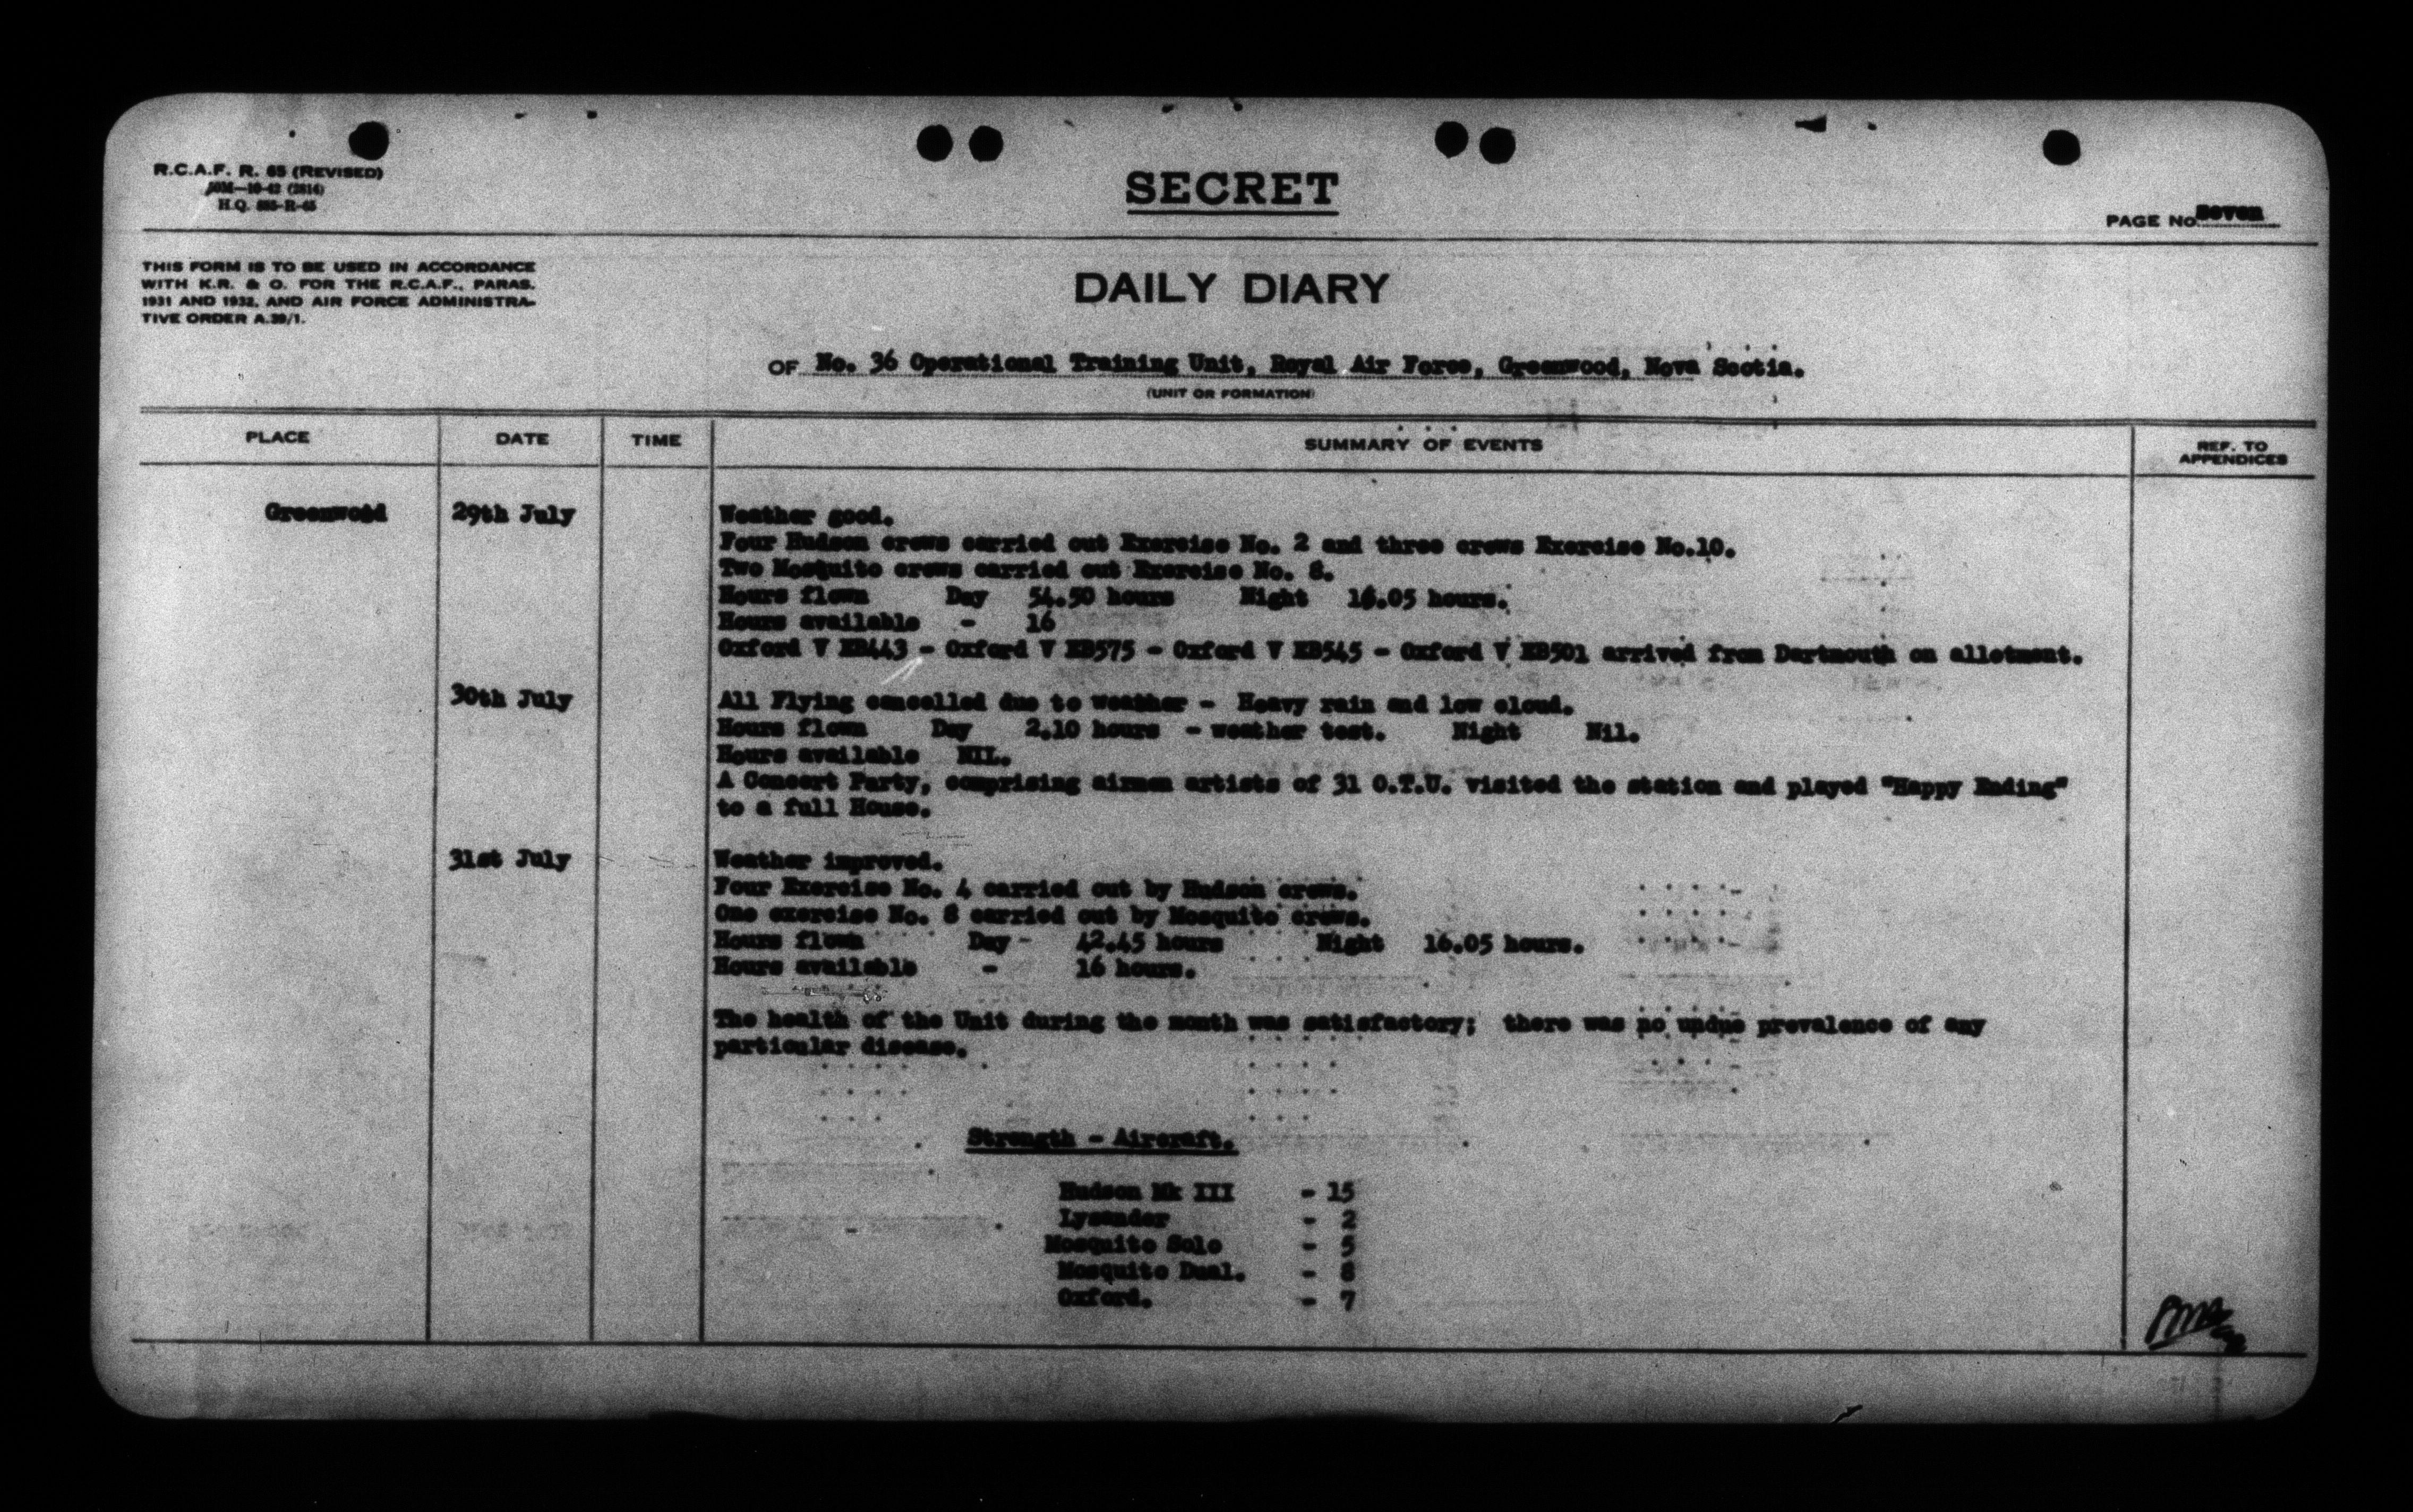 R.C.A.F. R. 65 (REVISED)
50M—10-42 (3814)
H.Q. 885-R-65
SECRET
PAGE NO. Seven
THIS FORM IS TO BE USED IN ACCORDANCE
WITH K.R. & O. FOR THE R.C.A.F., PARAS.
1931 AND 1932, AND AIR FORCE ADMINISTRA-
TIVE ORDER A.39/1.
DAILY DIARY
OF No. 36 Operational Training Unit, Royal Air Force, Greenwood, Nova Scotia.
(UNIT OR FORMATION)
PLACE DATE TIME SUMMARY OF EVENTS REF. TO
APPENDICES
Greenwood 29th July Weather good.
Four Hudson crews carried out Exercise No. 2 and three crews Exercise No.10.
Two Mosquito crews carried out Exercise No. 8.
Hours flown Day 54.50 hours Night 16.05 hours.
Hours available - 16
Oxford V EB443 - Oxford V EB575 - Oxford V EB545 - Oxford V EB501 arrived from Dartmouth on allotment.
30th July All Flying cancelled due to weather - Heavy rain and low cloud.
Hours flown Day 2.10 hours - weather test. Night Nil.
Hours available NIL.
A Concert Party, comprising airmen artists of 31 O.T.U. visited the station and played "Happy Ending"
to a full House.
31st July Weather improved.
Four Exercise No. 4 carried out by Hudson crews.
One exercise No. 8 carried out by Mosquito crews.
Hours flown Day - 42.45 hours Night 16.05 hours.
Hours available - 16 hours.
The health of the Unit during the month was satisfactory; there was no undue prevalence of any
particular disease.
Strength - Aircraft.
Hudson Mk III - 15
Lysander - 2
Mosquito Solo - 5
Mosquito Dual. - 8
Oxford. - 7